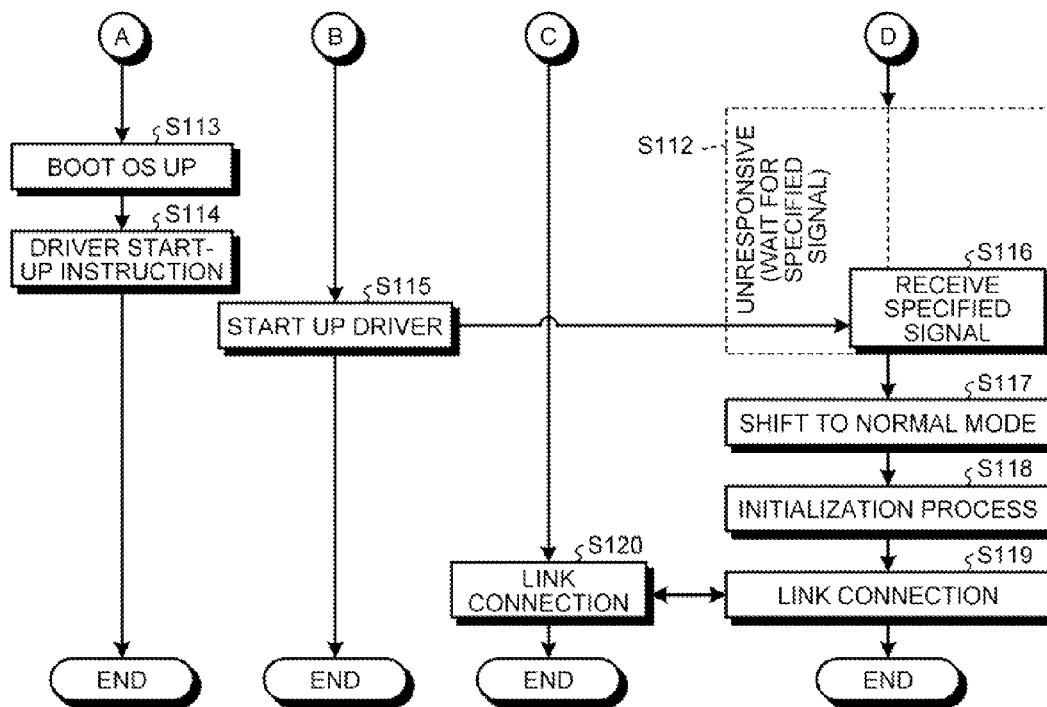 A
B
C
D
S113
BOOT OS UP
S114
DRIVER START-
UP INSTRUCTION
S112
UNRESPONSIVE
(WAIT FOR
SPECIFIED
SIGNAL)
S115
START UP DRIVER
S116
RECEIVE
SPECIFIED
SIGNAL
S117
SHIFT TO NORMAL MODE
S118
INITIALIZATION PROCESS
S120
LINK
CONNECTION
S119
LINK CONNECTION
END
END
END
END